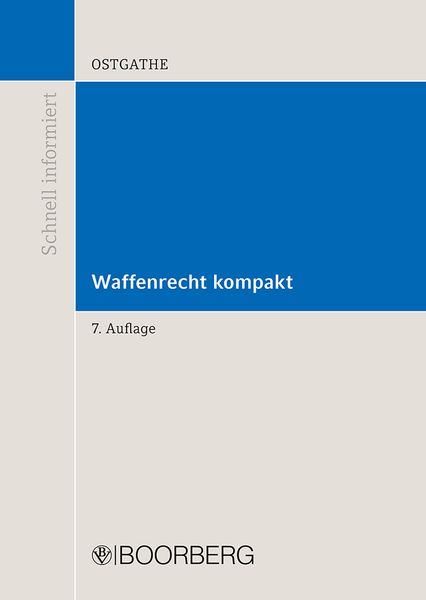 OSTGATHE
Schnell informiert
Waffenrecht kompakt
7. Auflage
BOORBERG